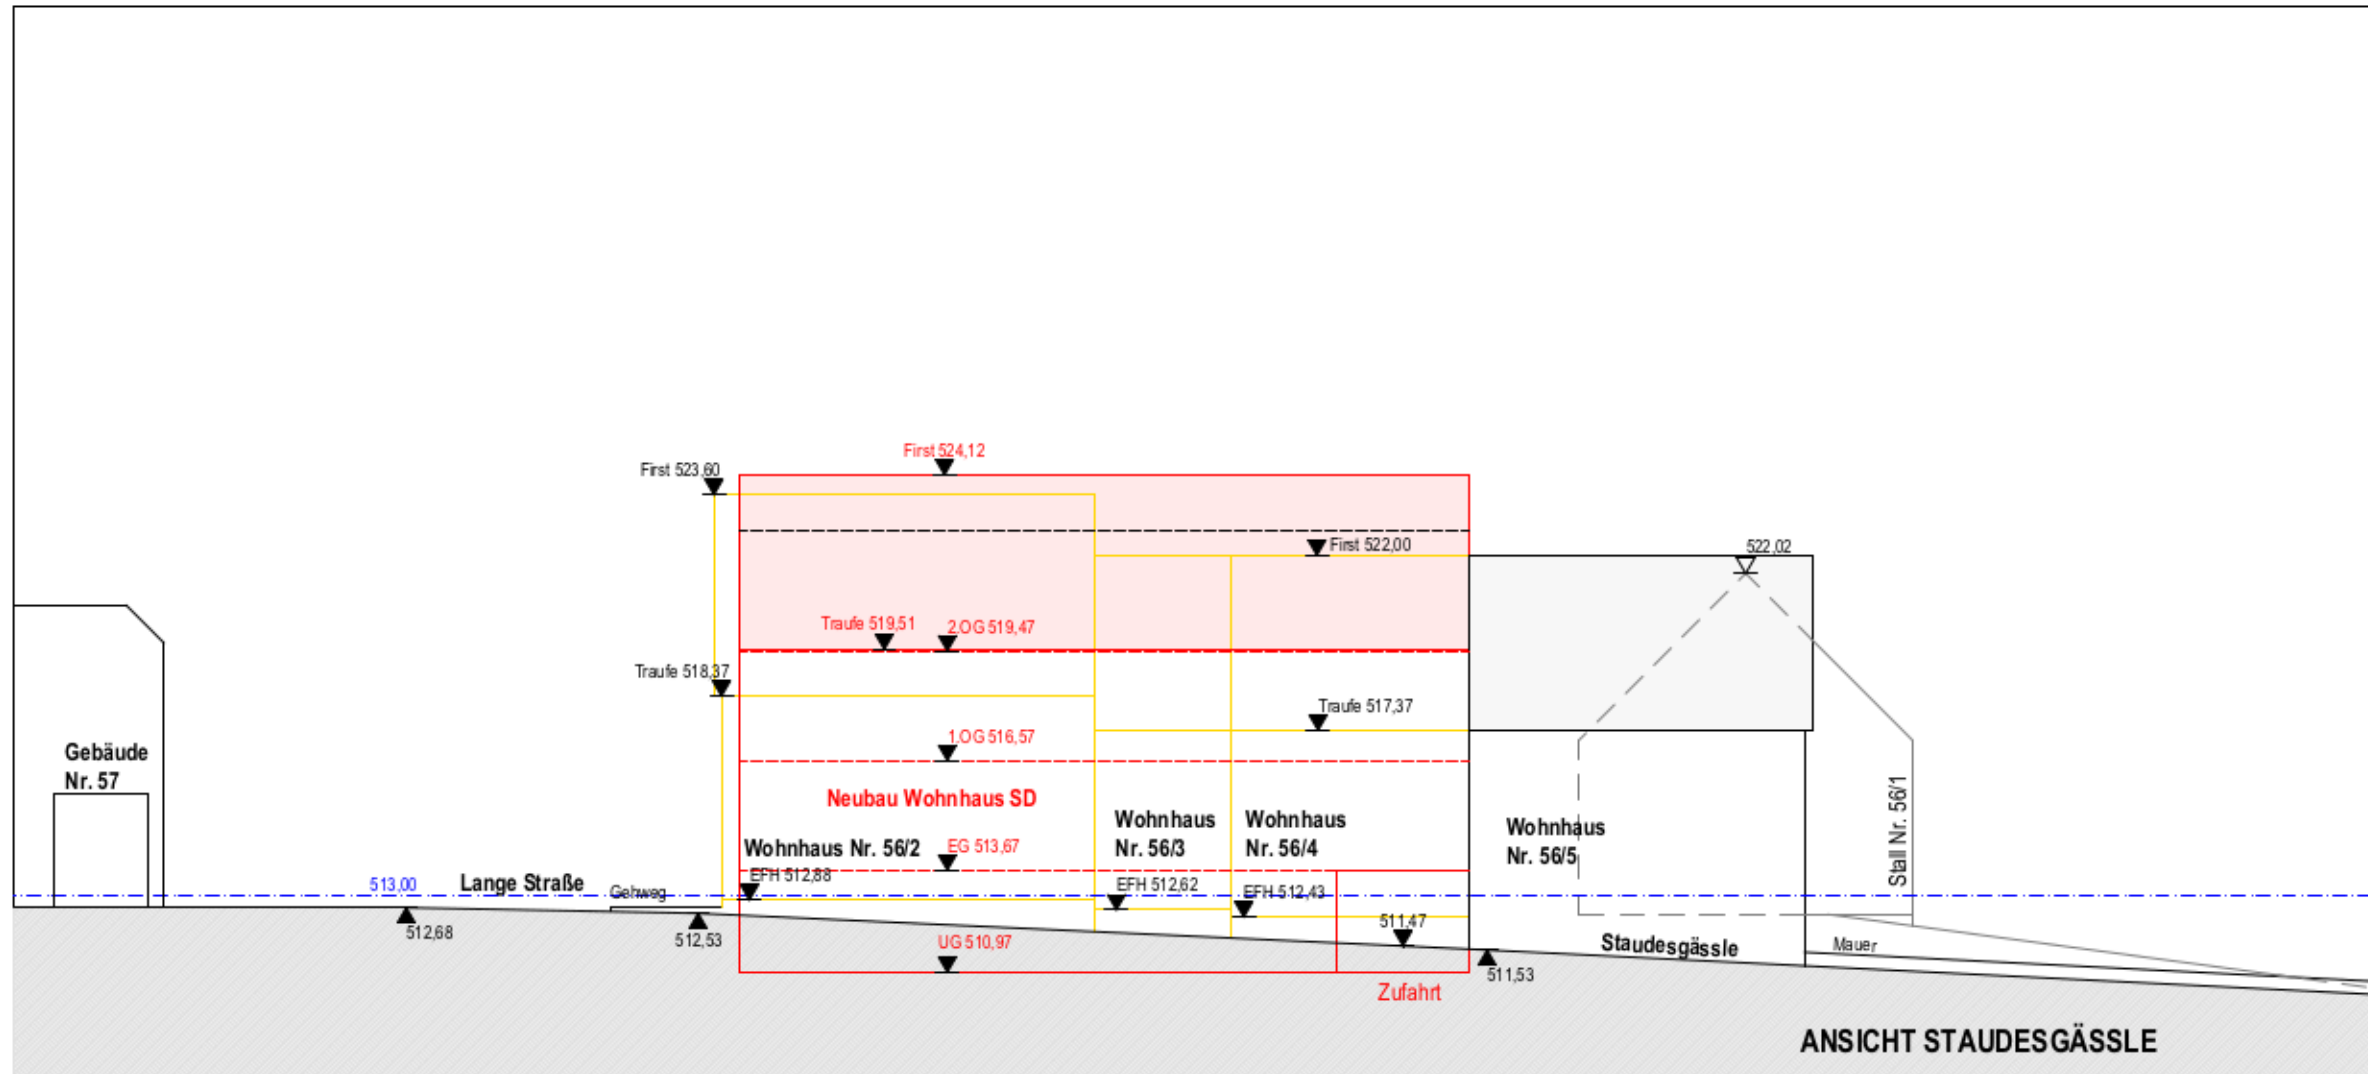 First 524,12
First 523,60
First 522,00
522,02
Traufe 519,51
2.OG 519,47
Traufe 518,37
Traufe 517,37
1.OG 516,57
Gebäude
Nr. 57
Neubau Wohnhaus SD
Wohnhaus Nr. 56/2
EG 513,67
Wohnhaus
Nr. 56/3
Wohnhaus
Nr. 56/4
Wohnhaus
Nr. 56/5
Stall Nr. 56/1
513,00
Lange Straße
Gehweg
EFH 512,88
EFH 512,62
EFH 512,43
512,68
512,53
UG 510,97
511,47
Staudesgässle
Mauer
511,53
Zufahrt
ANSICHT STAUDESGÄSSLE